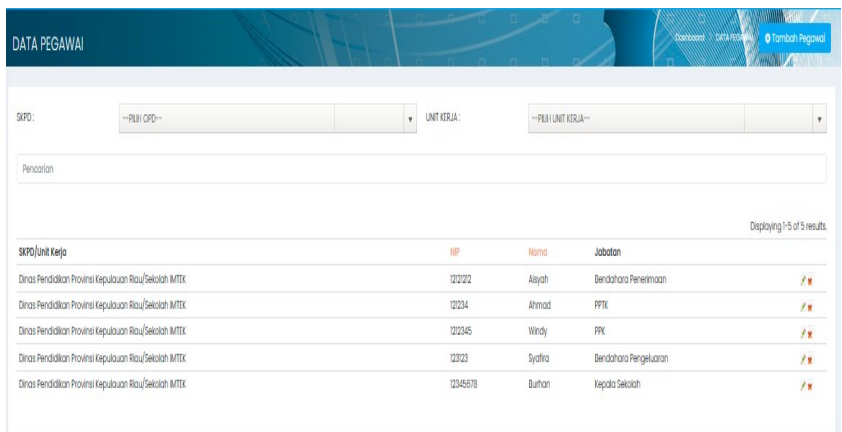 DATA PEGAWAI
Dashboard / DATA PEGAWAI
Tambah Pegawai
SKPD : --PILIH OPD-- UNIT KERJA : --PILIH UNIT KERJA--
Pencarian
Displaying 1-5 of 5 results.
SKPD/Unit Kerja NIP Nama Jabatan
Dinas Pendidikan Provinsi Kepulauan Riau/Sekolah IMTEK 12121212 Aisyah Bendahara Penerimaan
Dinas Pendidikan Provinsi Kepulauan Riau/Sekolah IMTEK 121234 Ahmad PPTK
Dinas Pendidikan Provinsi Kepulauan Riau/Sekolah IMTEK 1212345 Windy PPK
Dinas Pendidikan Provinsi Kepulauan Riau/Sekolah IMTEK 123123 Syafira Bendahara Pengeluaran
Dinas Pendidikan Provinsi Kepulauan Riau/Sekolah IMTEK 12345678 Burhan Kepala Sekolah